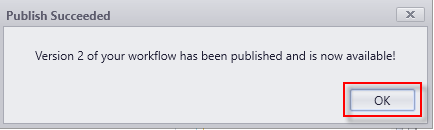 Publish Succeeded
Version 2 of your workflow has been published and is now available!
OK